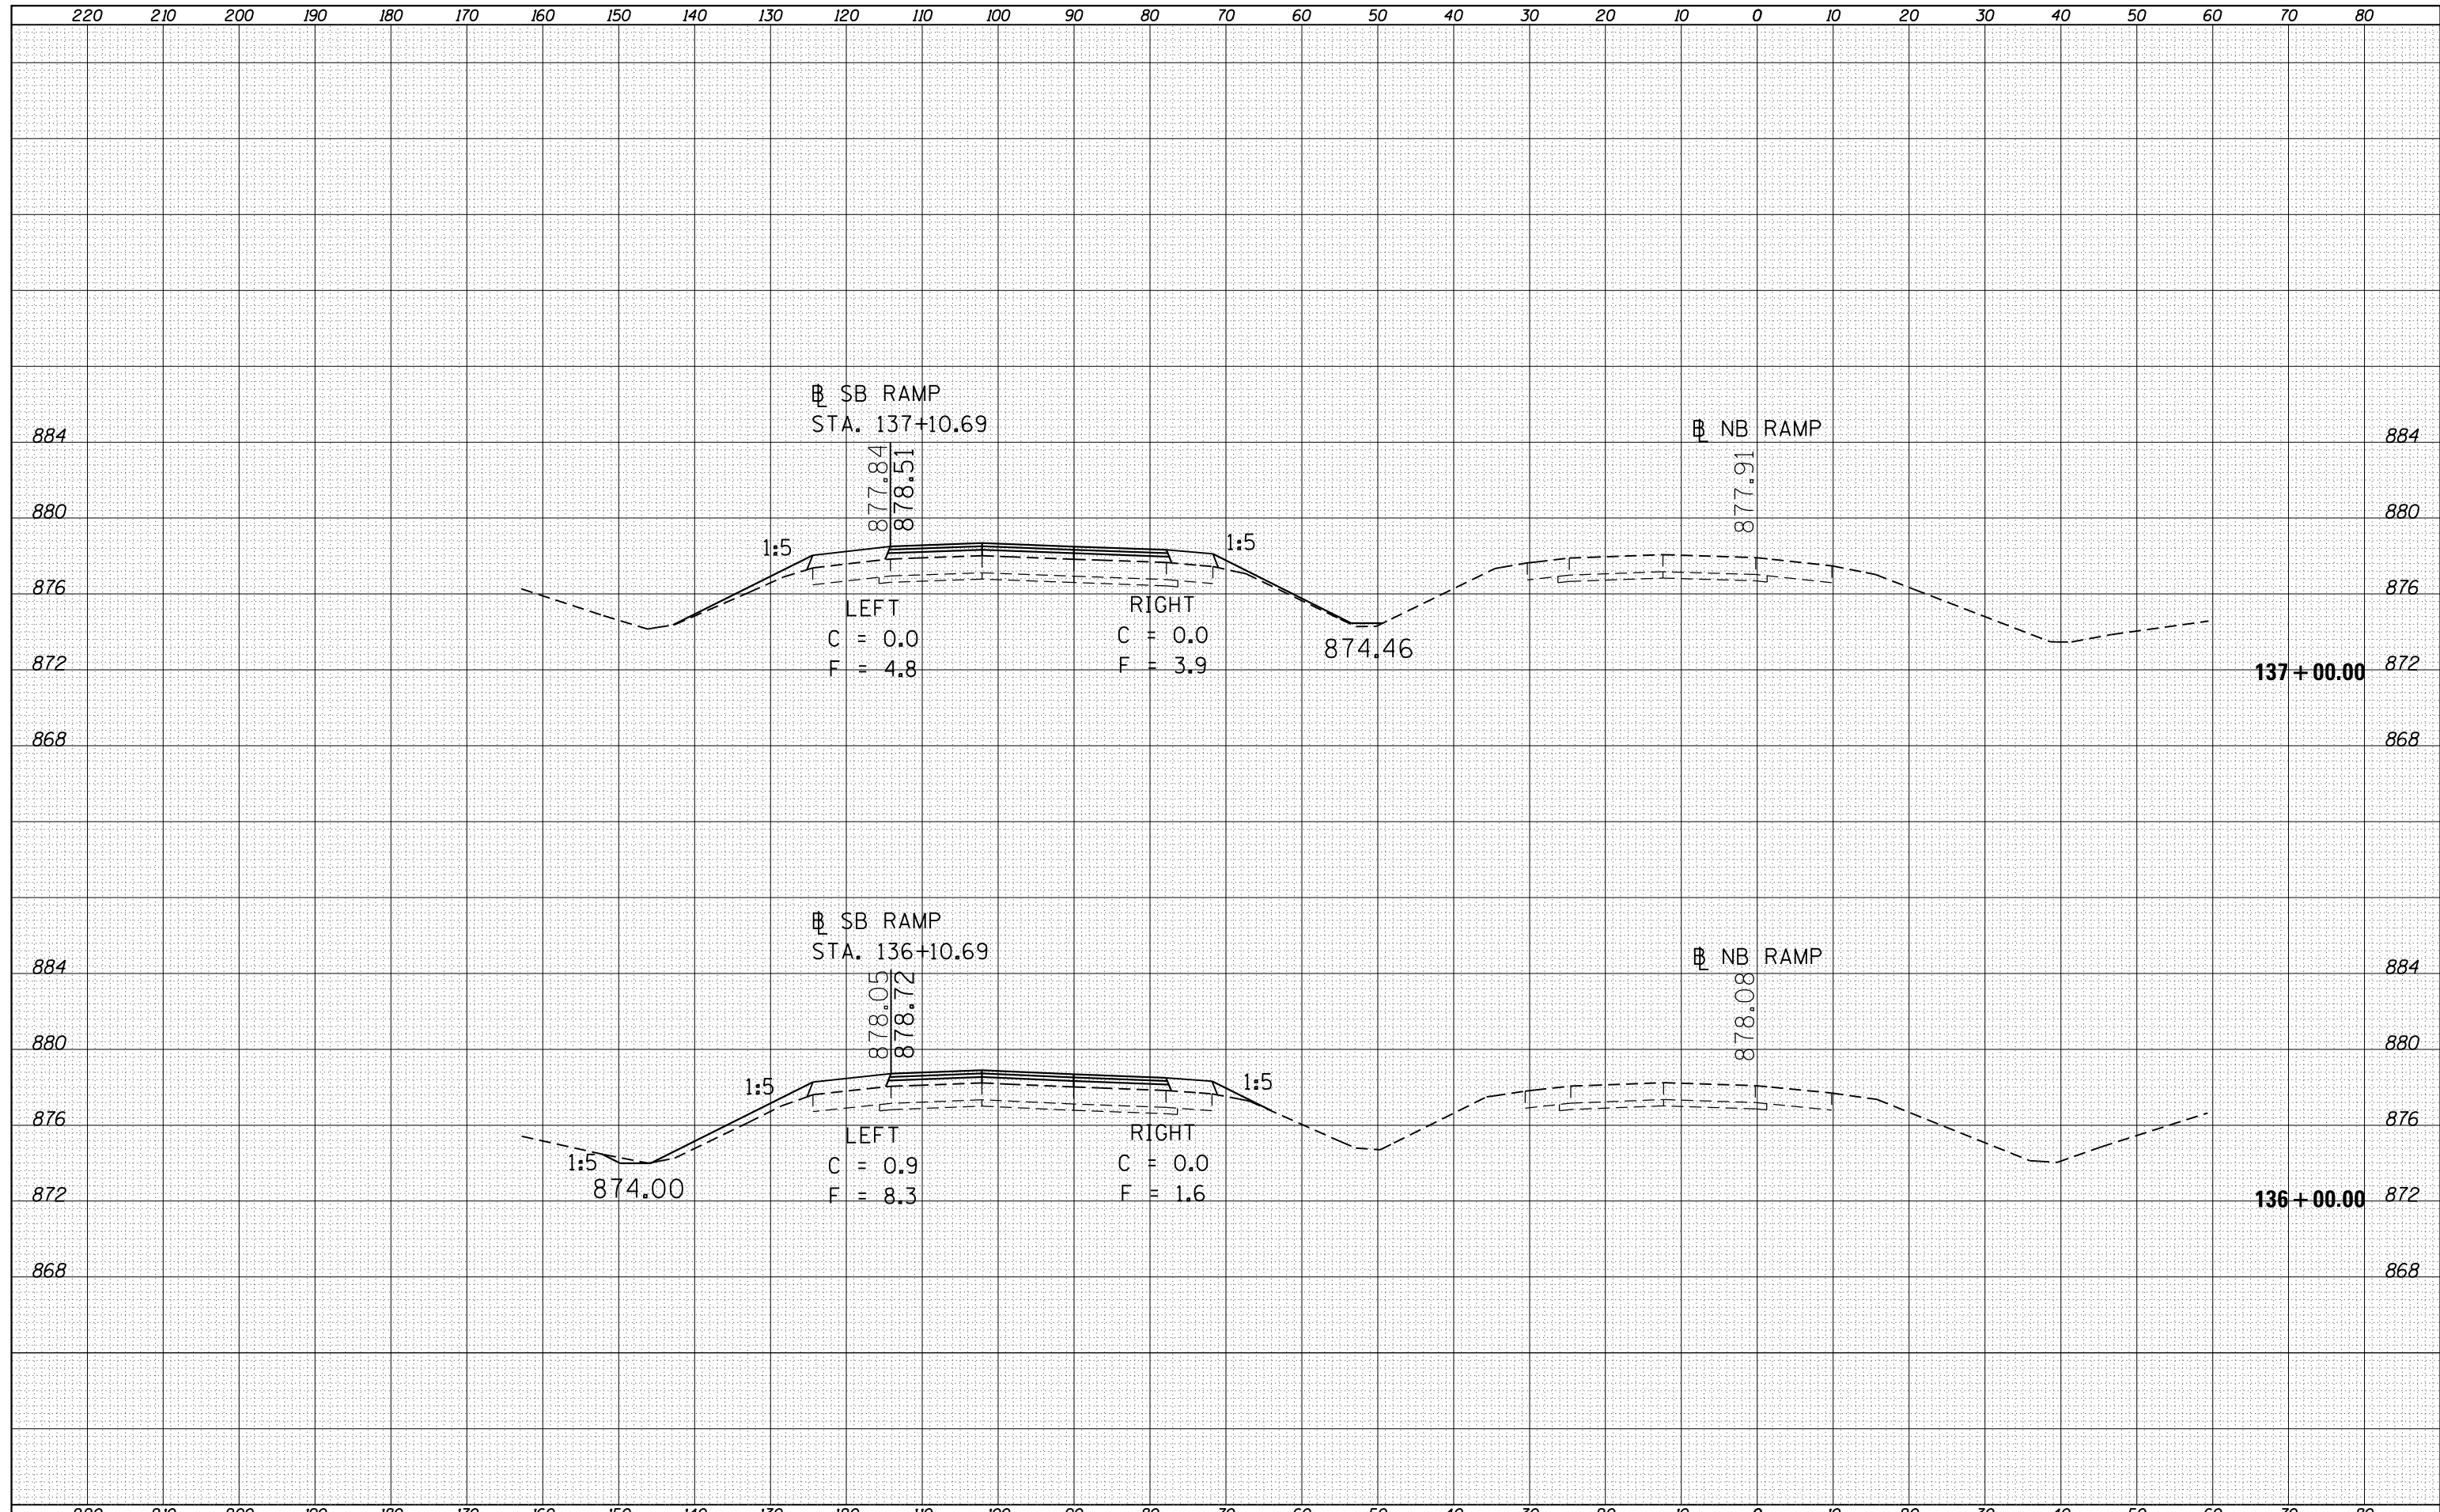 220 210 200 190 180 170 160 150 140 130 120 110 100 90 80 70 60 50 40 30 20 10 0 10 20 30 40 50 60 70 80
BL SB RAMP
STA. 137+10.69
BL NB RAMP
884 884
877.84
878.51
877.91
880 880
1:5 1:5
876 876
LEFT RIGHT
C = 0.0 C = 0.0
F = 4.8 F = 3.9
874.46
872 137+00.00 872
868 868
BL SB RAMP
STA. 136+10.69
BL NB RAMP
884 884
878.05
878.72
878.08
880 880
1:5 1:5
876 876
LEFT RIGHT
1:5 C = 0.9 C = 0.0
874.00 F = 8.3 F = 1.6
872 136+00.00 872
868 868